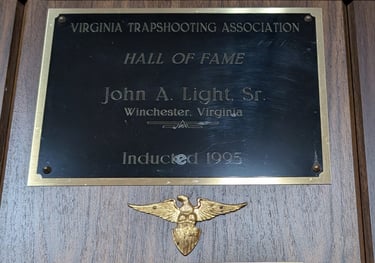 VIRGINIA TRAPSHOOTING ASSOCIATION
HALL OF FAME
John A. Light, Sr.
Winchester, Virginia
Inducted 1995